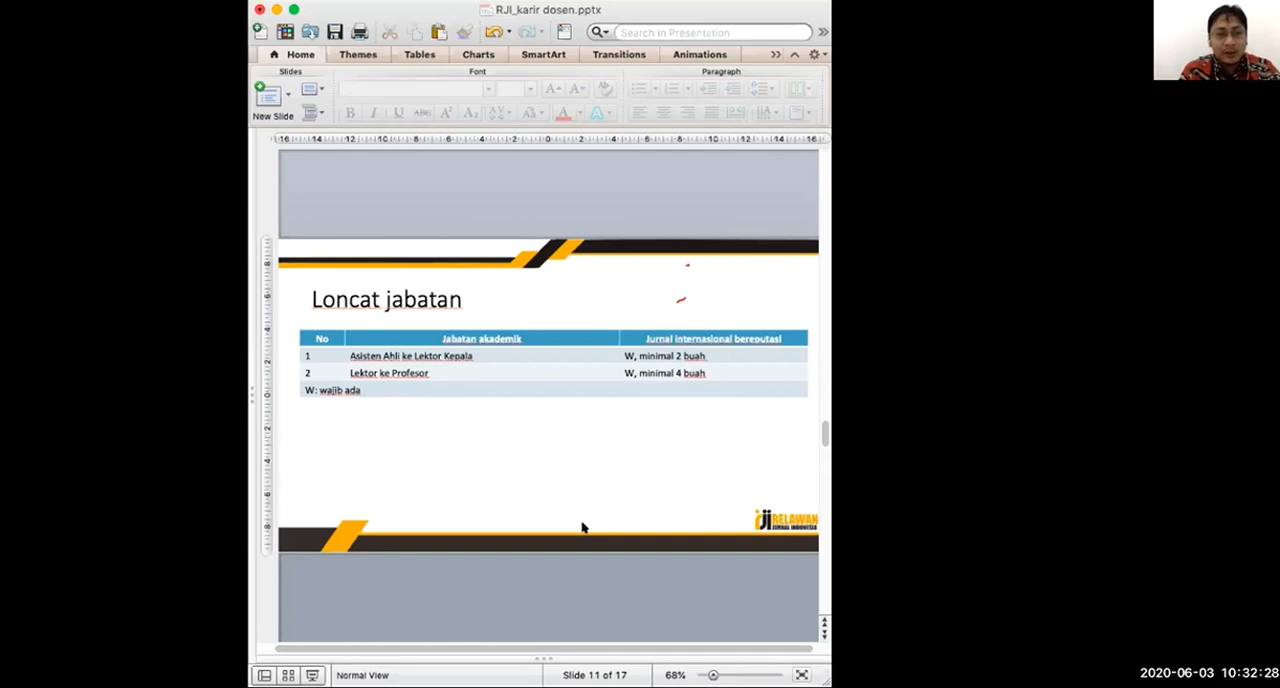 RJI_karir dosen.pptx
Search in Presentation
Home Themes Tables Charts SmartArt Transitions Animations
Slides Font Paragraph
New Slide
Loncat jabatan
No Jabatan akademik Jurnal internasional bereputasi
1 Asisten Ahli ke Lektor Kepala W, minimal 2 buah
2 Lektor ke Profesor W, minimal 4 buah
W: wajib ada
RELAWAN
JURNAL INDONESIA
Normal View Slide 11 of 17 68%
2020-06-03 10:32:28